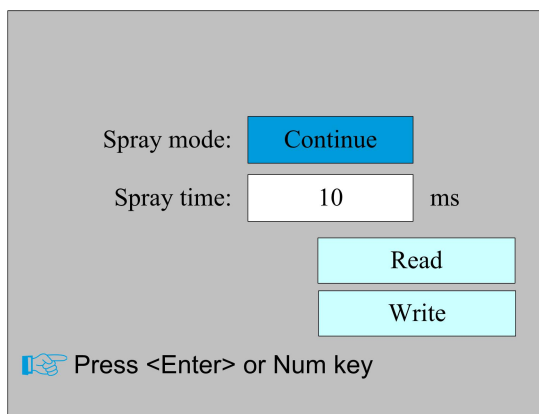 Spray mode: Continue
Spray time: 10 ms
Read
Write
Press <Enter> or Num key